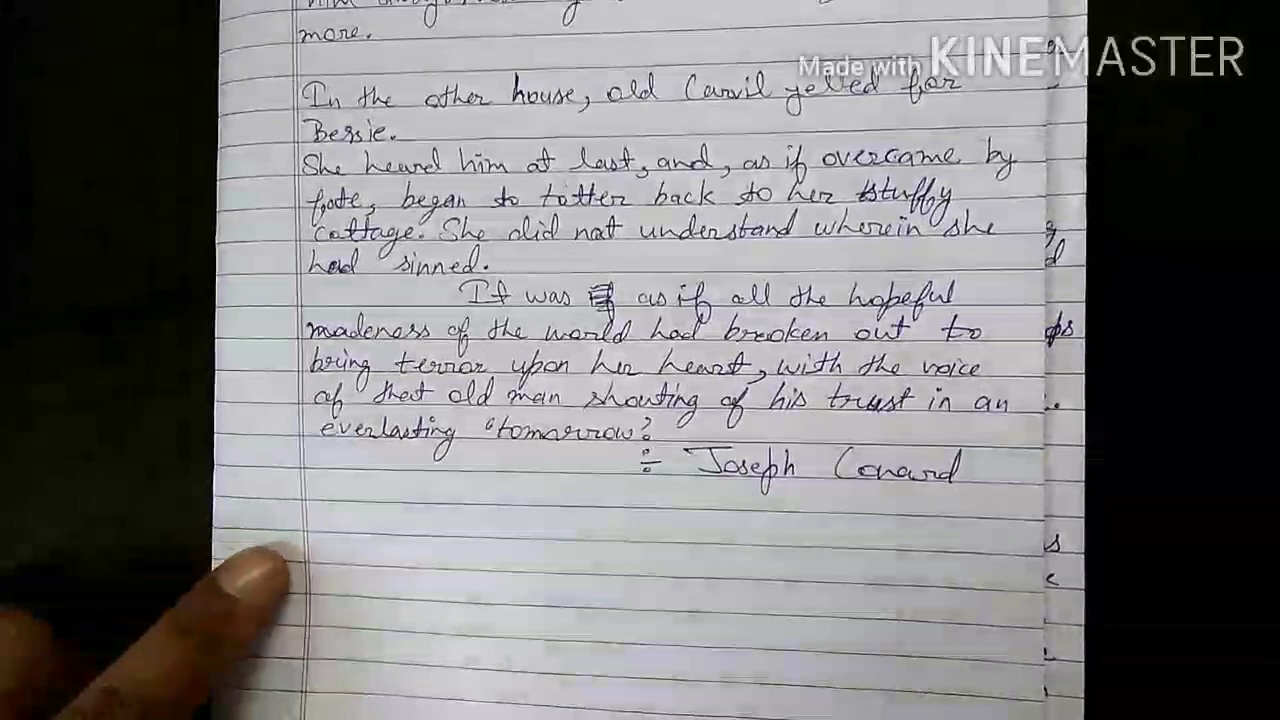 him
more.
Made with KINEMASTER
In the other house, old Carvil yelled for
Bessie.
She heard him at last, and, as if overcame by
fate, began to totter back to her stuffy
cottage. She did not understand wherein she
had sinned.
It was as if all the hopeful
madeness of the world had broken out to
bring terror upon her heart, with the voice
of that old man shouting of his trust in an
everlasting 'tomorrow?
÷ Joseph Conard